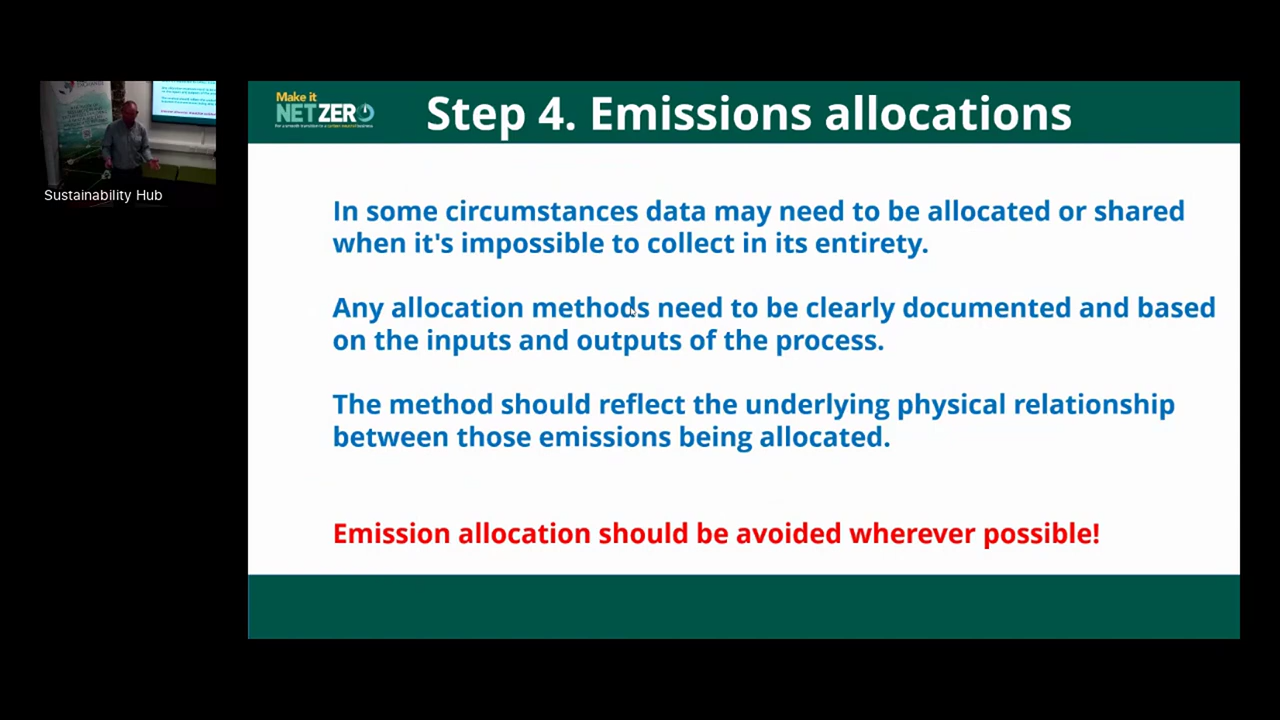 Make it
NET ZERO
Step 4. Emissions allocations
Sustainability Hub
In some circumstances data may need to be allocated or shared
when it's impossible to collect in its entirety.
Any allocation methods need to be clearly documented and based
on the inputs and outputs of the process.
The method should reflect the underlying physical relationship
between those emissions being allocated.
Emission allocation should be avoided wherever possible!